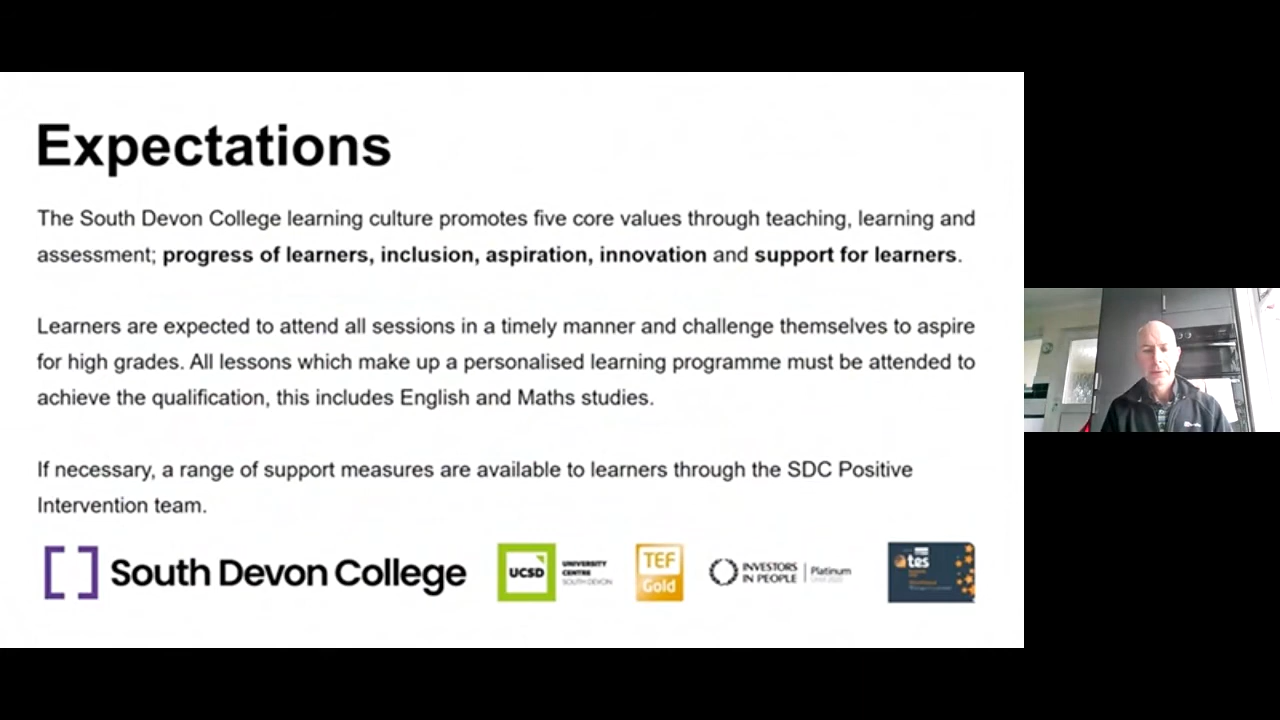 Expectations
The South Devon College learning culture promotes five core values through teaching, learning and
assessment; progress of learners, inclusion, aspiration, innovation and support for learners.
Learners are expected to attend all sessions in a timely manner and challenge themselves to aspire
for high grades. All lessons which make up a personalised learning programme must be attended to
achieve the qualification, this includes English and Maths studies.
If necessary, a range of support measures are available to learners through the SDC Positive
Intervention team.
South Devon College
UCSD
UNIVERSITY
CENTRE
SOUTH DEVON
TEF
Gold
INVESTORS
IN PEOPLE
Platinum
tes